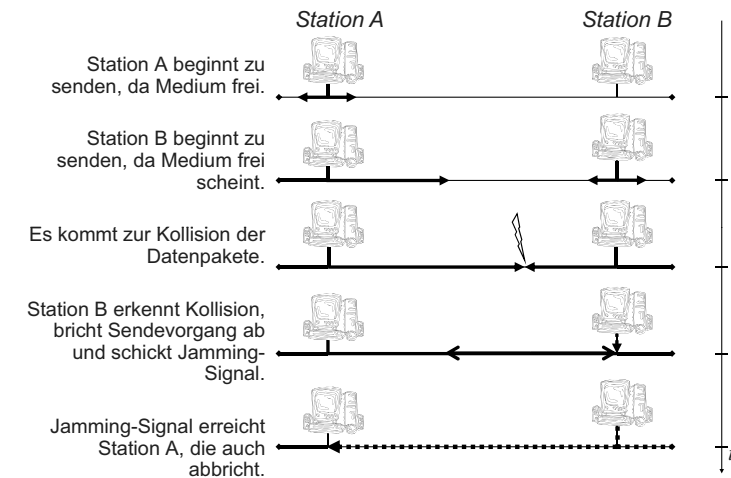 Station A
Station B
Station A beginnt zu
senden, da Medium frei.
Station B beginnt zu
senden, da Medium frei
scheint.
Es kommt zur Kollision der
Datenpakete.
Station B erkennt Kollision,
bricht Sendevorgang ab
und schickt Jamming-
Signal.
Jamming-Signal erreicht
Station A, die auch
abbricht.
t